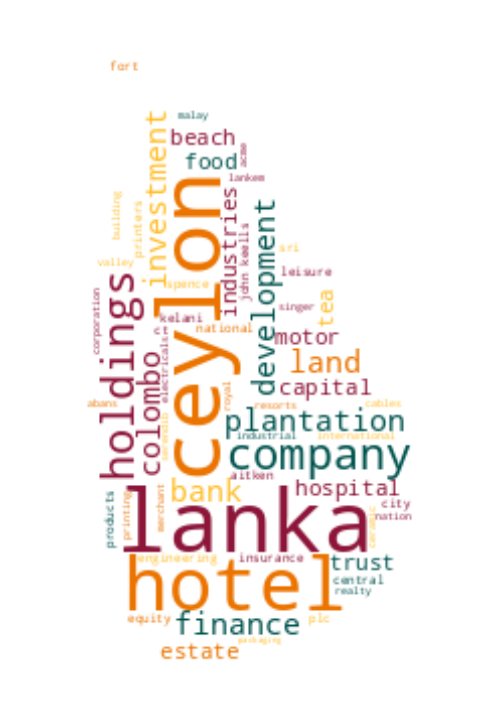 fort
malay
investment
beach
acme
food
ceylon
lankem
industries
building
printers
development
john keells
sri
valley
leisure
holdings
spence
tea
corporation
singer
kelani
national
ct
motor
electricals
colombo
land
royal
capital
abans
resorts
cables
plantation
serendib
industrial
international
company
aitken
bank
hospital
merchant
lanka
products
printing
city
nation
ceramic
engineering
insurance
hotel
trust
central
realty
equity
finance
plc
packaging
estate